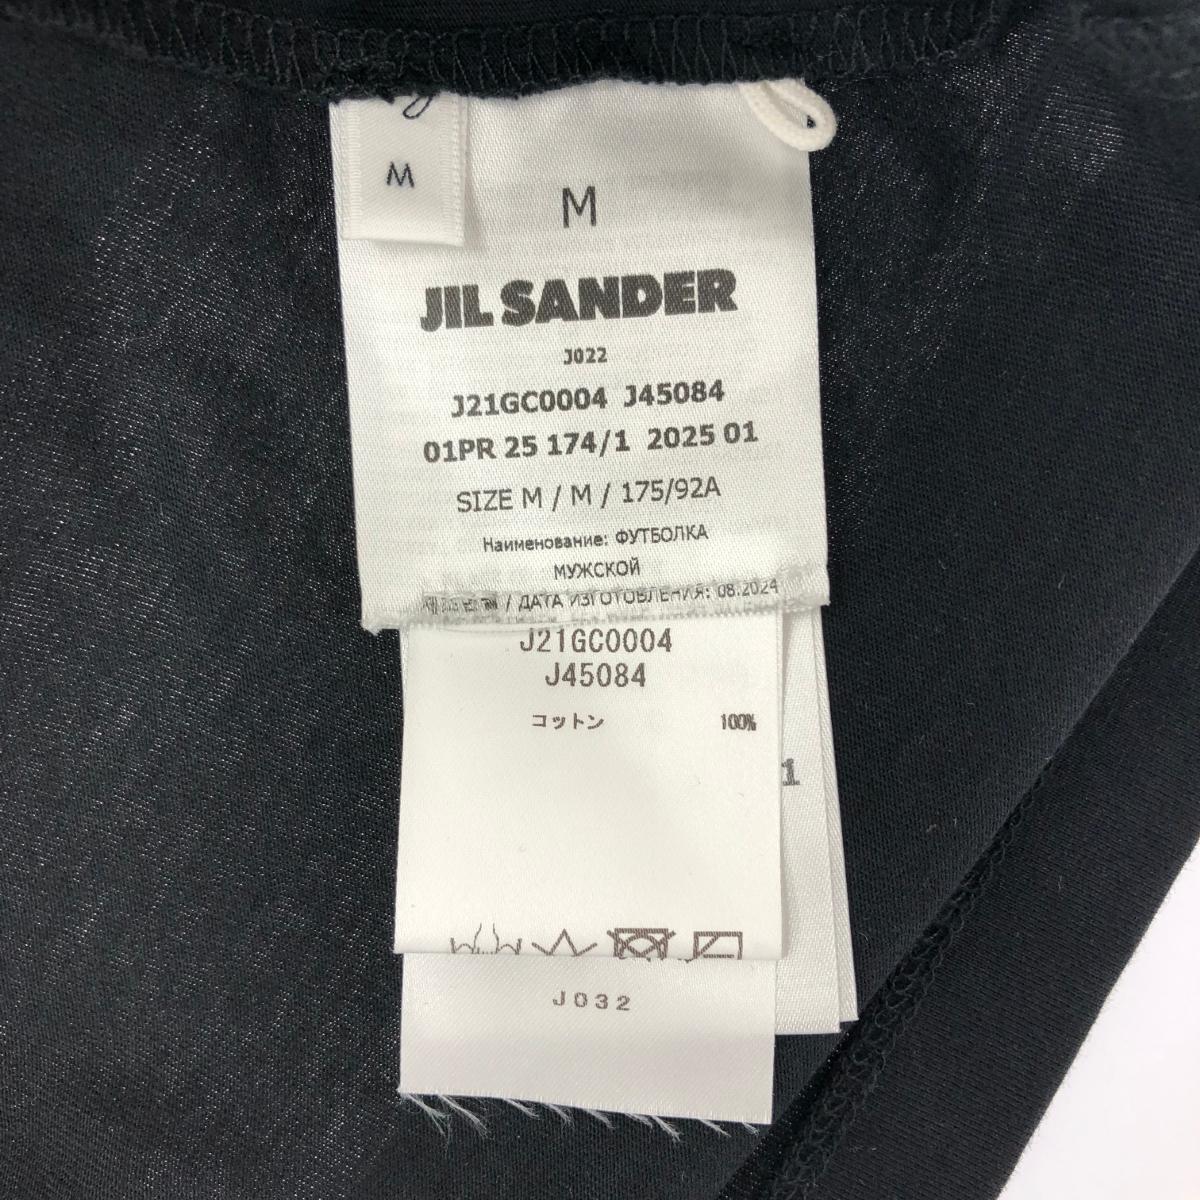 M
M
JIL SANDER
J022
J21GC0004 J45084
01PR 25 174/1 2025 01
SIZE M / M / 175/92A
Наименование: ФУТБОЛКА
МУЖСКОЙ
/ ДАТА ИЗГОТОВЛЕНИЯ: 08.2024
J21GC0004
J45084
コットン 100%
1
J032